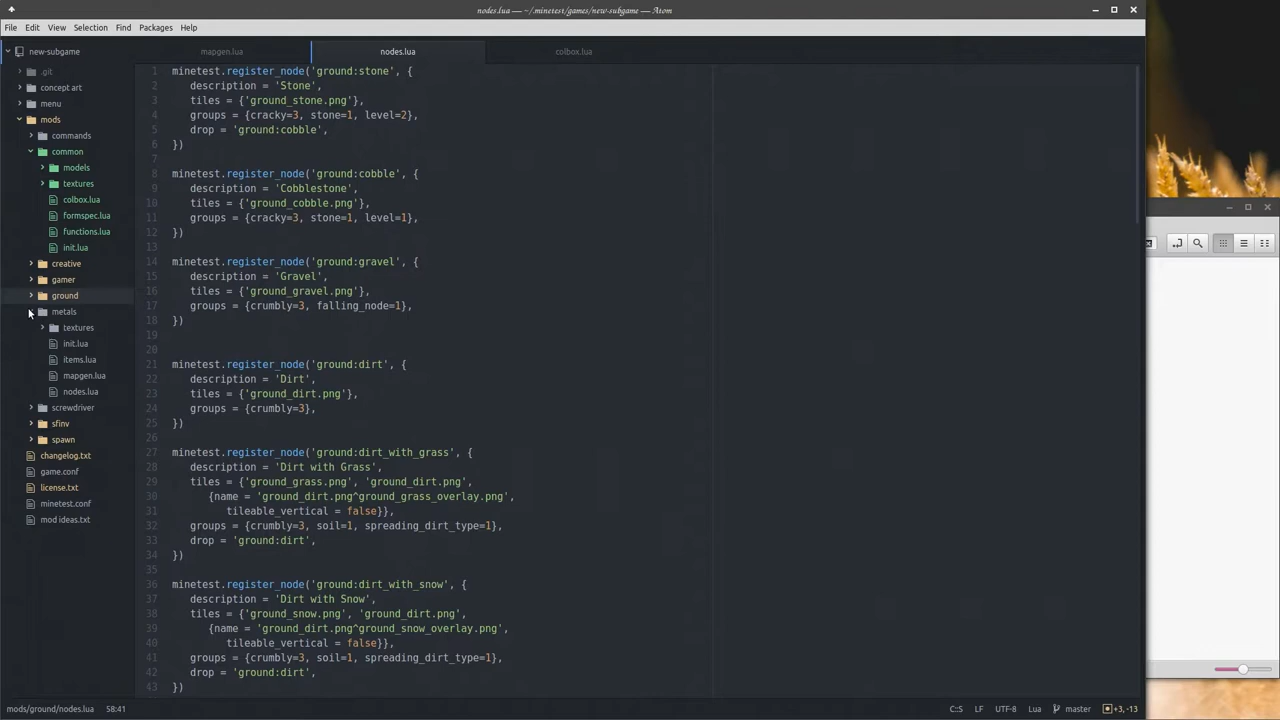 nodes.lua — ~/.minetest/games/new-subgame — Atom
File Edit View Selection Find Packages Help
new-subgame
.git
concept art
menu
mods
commands
common
models
textures
colbox.lua
formspec.lua
functions.lua
init.lua
creative
gamer
ground
metals
textures
init.lua
items.lua
mapgen.lua
nodes.lua
screwdriver
sfinv
spawn
changelog.txt
game.conf
license.txt
minetest.conf
mod ideas.txt
mapgen.lua nodes.lua colbox.lua
1 minetest.register_node('ground:stone', {
2 description = 'Stone',
3 tiles = {'ground_stone.png'},
4 groups = {cracky=3, stone=1, level=2},
5 drop = 'ground:cobble',
6 })
7
8 minetest.register_node('ground:cobble', {
9 description = 'Cobblestone',
10 tiles = {'ground_cobble.png'},
11 groups = {cracky=3, stone=1, level=1},
12 })
13
14 minetest.register_node('ground:gravel', {
15 description = 'Gravel',
16 tiles = {'ground_gravel.png'},
17 groups = {crumbly=3, falling_node=1},
18 })
19
20
21 minetest.register_node('ground:dirt', {
22 description = 'Dirt',
23 tiles = {'ground_dirt.png'},
24 groups = {crumbly=3},
25 })
26
27 minetest.register_node('ground:dirt_with_grass', {
28 description = 'Dirt with Grass',
29 tiles = {'ground_grass.png', 'ground_dirt.png',
30 {name = 'ground_dirt.png^ground_grass_overlay.png',
31 tileable_vertical = false}},
32 groups = {crumbly=3, soil=1, spreading_dirt_type=1},
33 drop = 'ground:dirt',
34 })
35
36 minetest.register_node('ground:dirt_with_snow', {
37 description = 'Dirt with Snow',
38 tiles = {'ground_snow.png', 'ground_dirt.png',
39 {name = 'ground_dirt.png^ground_snow_overlay.png',
40 tileable_vertical = false}},
41 groups = {crumbly=3, soil=1, spreading_dirt_type=1},
42 drop = 'ground:dirt',
43 })
mods/ground/nodes.lua 58:41 C::S LF UTF-8 Lua master +3, -13